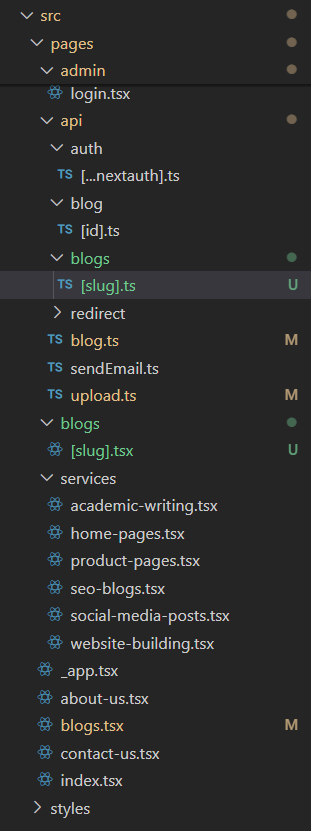 src
pages
admin
login.tsx
api
auth
TS [...nextauth].ts
blog
TS [id].ts
blogs
TS [slug].ts U
redirect
TS blog.ts M
TS sendEmail.ts
TS upload.ts M
blogs
[slug].tsx U
services
academic-writing.tsx
home-pages.tsx
product-pages.tsx
seo-blogs.tsx
social-media-posts.tsx
website-building.tsx
_app.tsx
about-us.tsx
blogs.tsx M
contact-us.tsx
index.tsx
styles